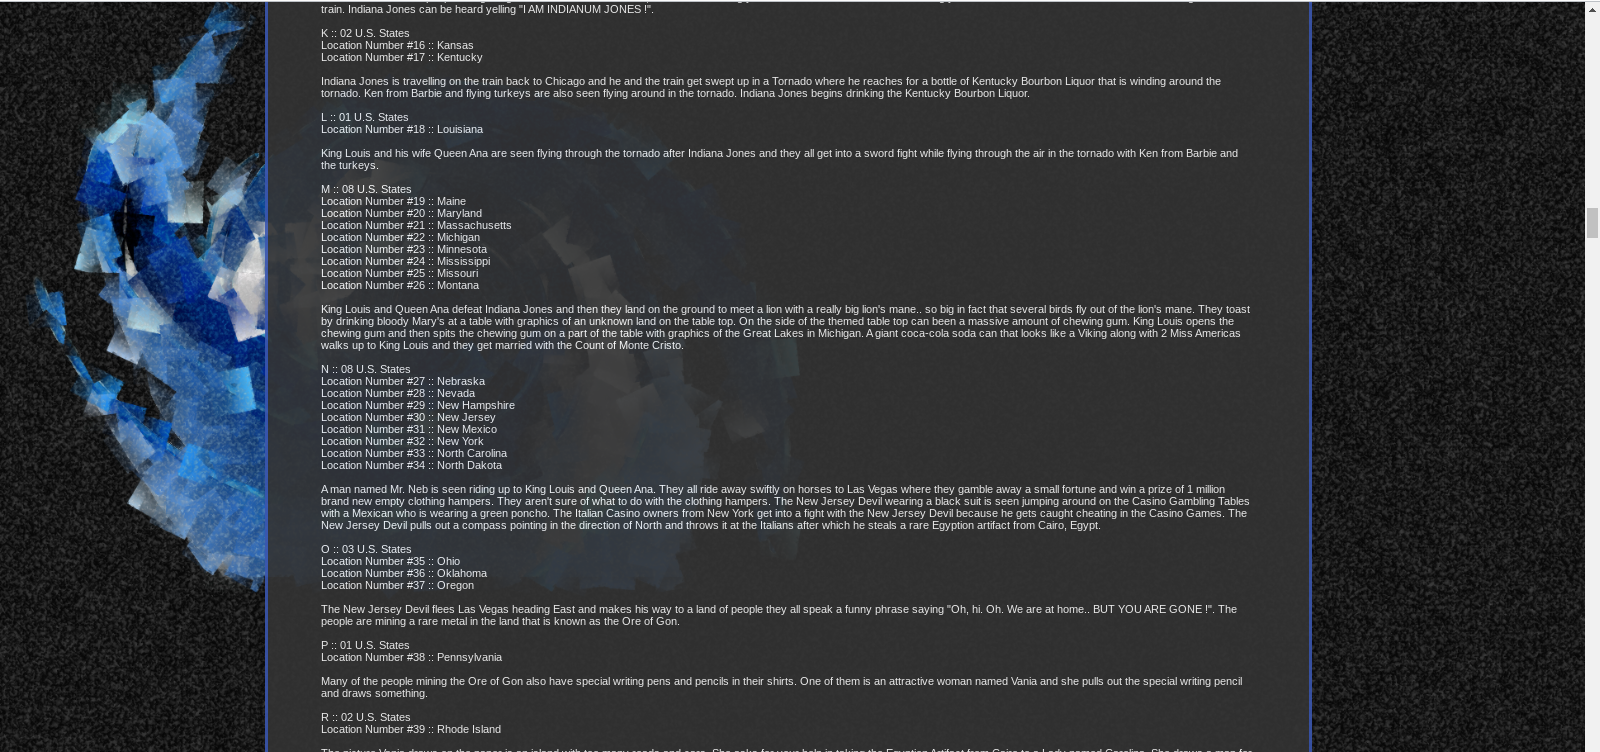 train. Indiana Jones can be heard yelling "I AM INDIANUM JONES !".
K :: 02 U.S. States
Location Number #16 :: Kansas
Location Number #17 :: Kentucky
Indiana Jones is travelling on the train back to Chicago and he and the train get swept up in a Tornado where he reaches for a bottle of Kentucky Bourbon Liquor that is winding around the
tornado. Ken from Barbie and flying turkeys are also seen flying around in the tornado. Indiana Jones begins drinking the Kentucky Bourbon Liquor.
L :: 01 U.S. States
Location Number #18 :: Louisiana
King Louis and his wife Queen Ana are seen flying through the tornado after Indiana Jones and they all get into a sword fight while flying through the air in the tornado with Ken from Barbie and
the turkeys.
M :: 08 U.S. States
Location Number #19 :: Maine
Location Number #20 :: Maryland
Location Number #21 :: Massachusetts
Location Number #22 :: Michigan
Location Number #23 :: Minnesota
Location Number #24 :: Mississippi
Location Number #25 :: Missouri
Location Number #26 :: Montana
King Louis and Queen Ana defeat Indiana Jones and then they land on the ground to meet a lion with a really big lion's mane.. so big in fact that several birds fly out of the lion's mane. They toast
by drinking bloody Mary's at a table with graphics of an unknown land on the table top. On the side of the themed table top can been a massive amount of chewing gum. King Louis opens the
chewing gum and then spits the chewing gum on a part of the table with graphics of the Great Lakes in Michigan. A giant coca-cola soda can that looks like a Viking along with 2 Miss Americas
walks up to King Louis and they get married with the Count of Monte Cristo.
N :: 08 U.S. States
Location Number #27 :: Nebraska
Location Number #28 :: Nevada
Location Number #29 :: New Hampshire
Location Number #30 :: New Jersey
Location Number #31 :: New Mexico
Location Number #32 :: New York
Location Number #33 :: North Carolina
Location Number #34 :: North Dakota
A man named Mr. Neb is seen riding up to King Louis and Queen Ana. They all ride away swiftly on horses to Las Vegas where they gamble away a small fortune and win a prize of 1 million
brand new empty clothing hampers. They aren't sure of what to do with the clothing hampers. The New Jersey Devil wearing a black suit is seen jumping around on the Casino Gambling Tables
with a Mexican who is wearing a green poncho. The Italian Casino owners from New York get into a fight with the New Jersey Devil because he gets caught cheating in the Casino Games. The
New Jersey Devil pulls out a compass pointing in the direction of North and throws it at the Italians after which he steals a rare Egyption artifact from Cairo, Egypt.
O :: 03 U.S. States
Location Number #35 :: Ohio
Location Number #36 :: Oklahoma
Location Number #37 :: Oregon
The New Jersey Devil flees Las Vegas heading East and makes his way to a land of people they all speak a funny phrase saying "Oh, hi. Oh. We are at home.. BUT YOU ARE GONE !". The
people are mining a rare metal in the land that is known as the Ore of Gon.
P :: 01 U.S. States
Location Number #38 :: Pennsylvania
Many of the people mining the Ore of Gon also have special writing pens and pencils in their shirts. One of them is an attractive woman named Vania and she pulls out the special writing pencil
and draws something.
R :: 02 U.S. States
Location Number #39 :: Rhode Island